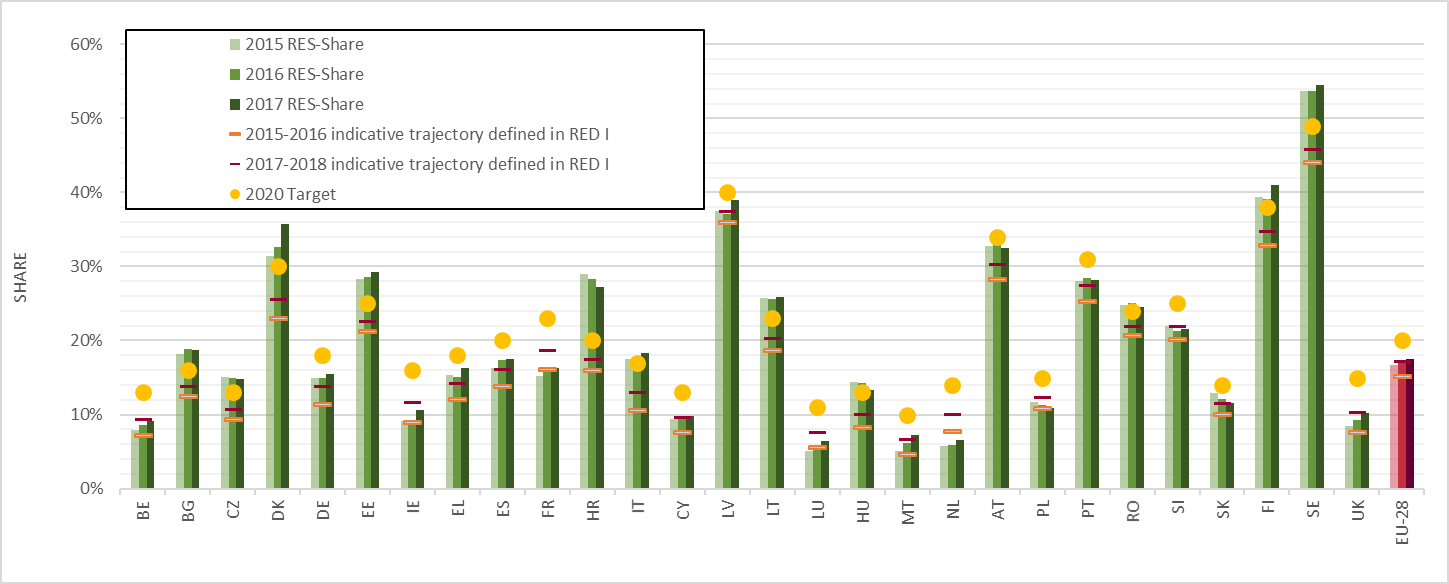 60%
50%
40%
30%
20%
10%
0%
SHARE
2015 RES-Share
2016 RES-Share
2017 RES-Share
2015-2016 indicative trajectory defined in RED I
2017-2018 indicative trajectory defined in RED I
2020 Target
BE
BG
CZ
DK
DE
EE
IE
EL
ES
FR
HR
IT
CY
LV
LT
LU
HU
MT
NL
AT
PL
PT
RO
SI
SK
FI
SE
UK
EU-28